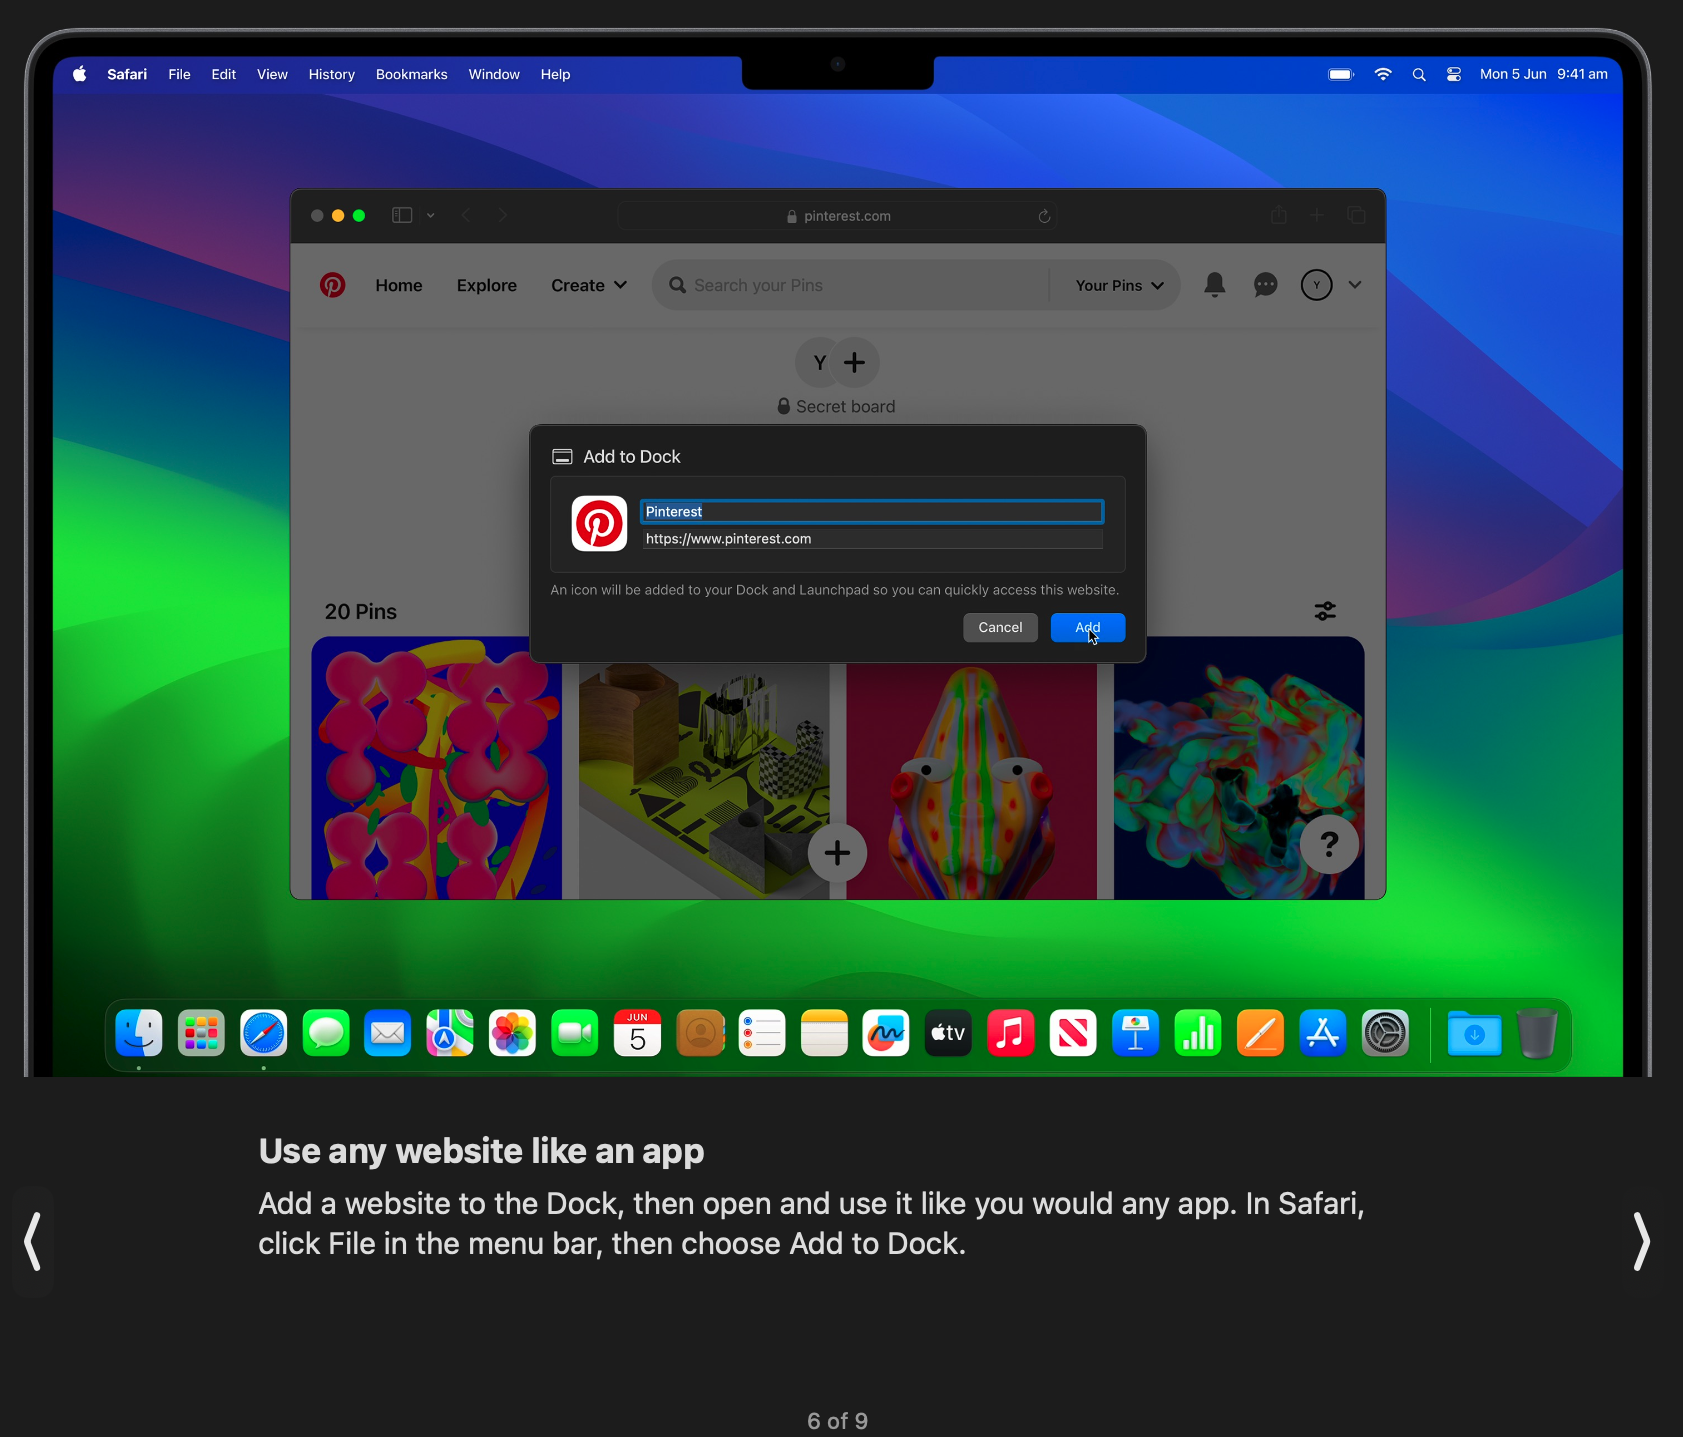 Safari File Edit View History Bookmarks Window Help Mon 5 Jun 9:41 am
pinterest.com
Home Explore Create Search your Pins Your Pins Y
Y
Secret board
Add to Dock
Pinterest
https://www.pinterest.com
An icon will be added to your Dock and Launchpad so you can quickly access this website.
20 Pins
Cancel Add
?
JUN
5
tv
Use any website like an app
Add a website to the Dock, then open and use it like you would any app. In Safari,
click File in the menu bar, then choose Add to Dock.
6 of 9